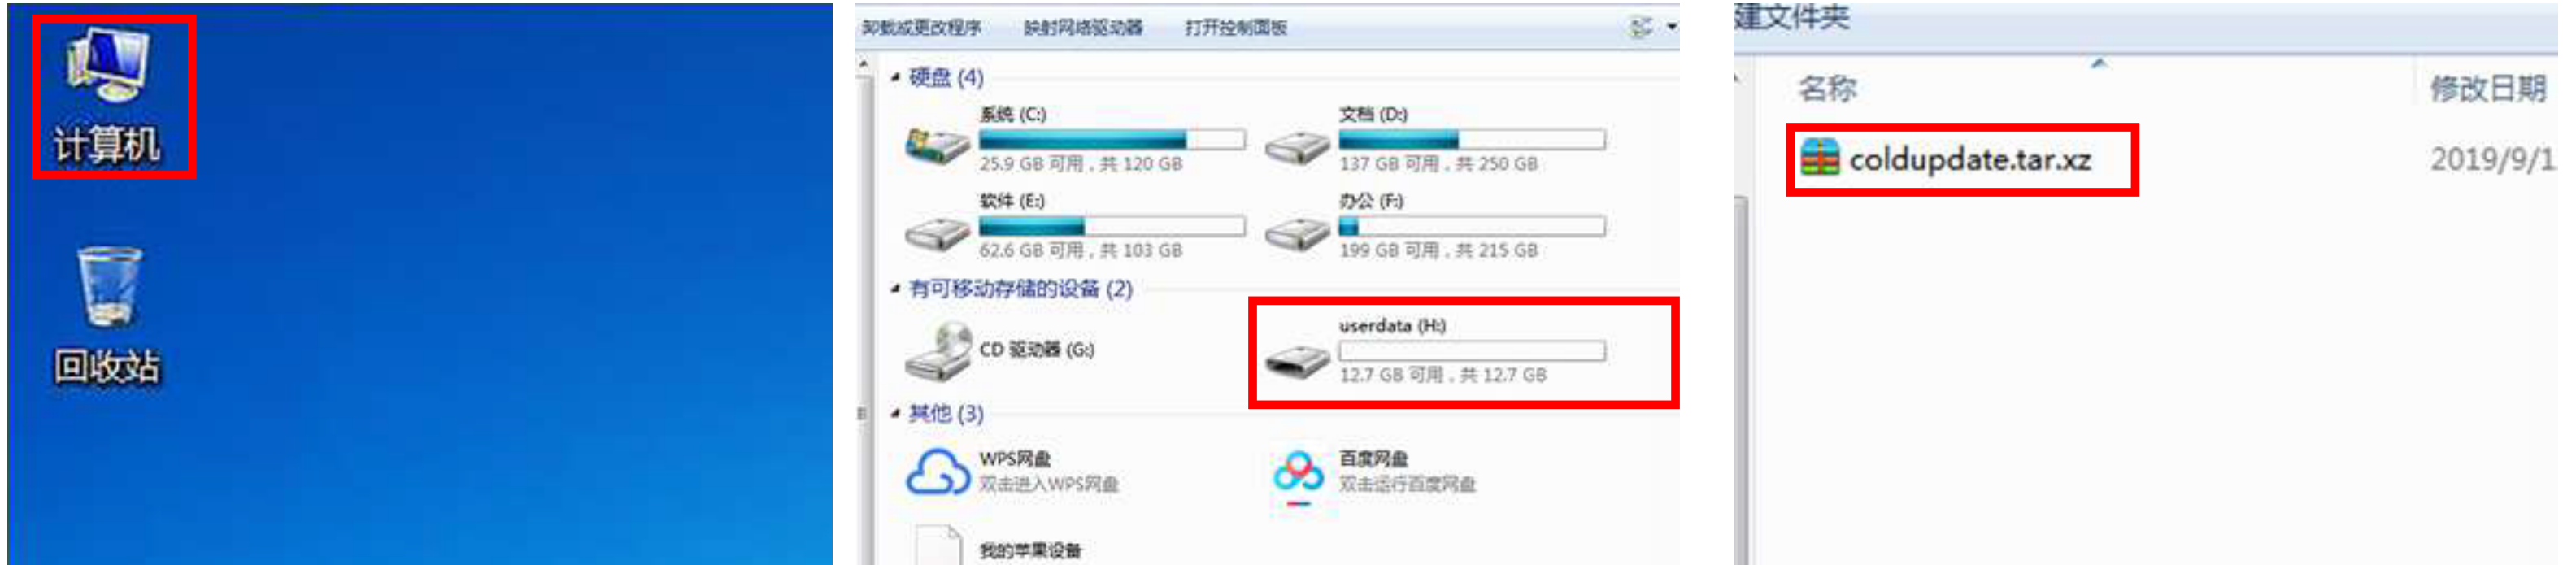 计算机
回收站
卸载或更改程序 映射网络驱动器 打开控制面板
硬盘 (4)
系统 (C:)
25.9 GB 可用，共 120 GB
文档 (D:)
137 GB 可用，共 250 GB
软件 (E:)
62.6 GB 可用，共 103 GB
办公 (F:)
199 GB 可用，共 215 GB
有可移动存储的设备 (2)
CD 驱动器 (G:)
userdata (H:)
12.7 GB 可用，共 12.7 GB
其他 (3)
WPS网盘
双击进入WPS网盘
百度网盘
双击运行百度网盘
我的苹果设备
建文件夹
名称 修改日期
coldupdate.tar.xz 2019/9/1